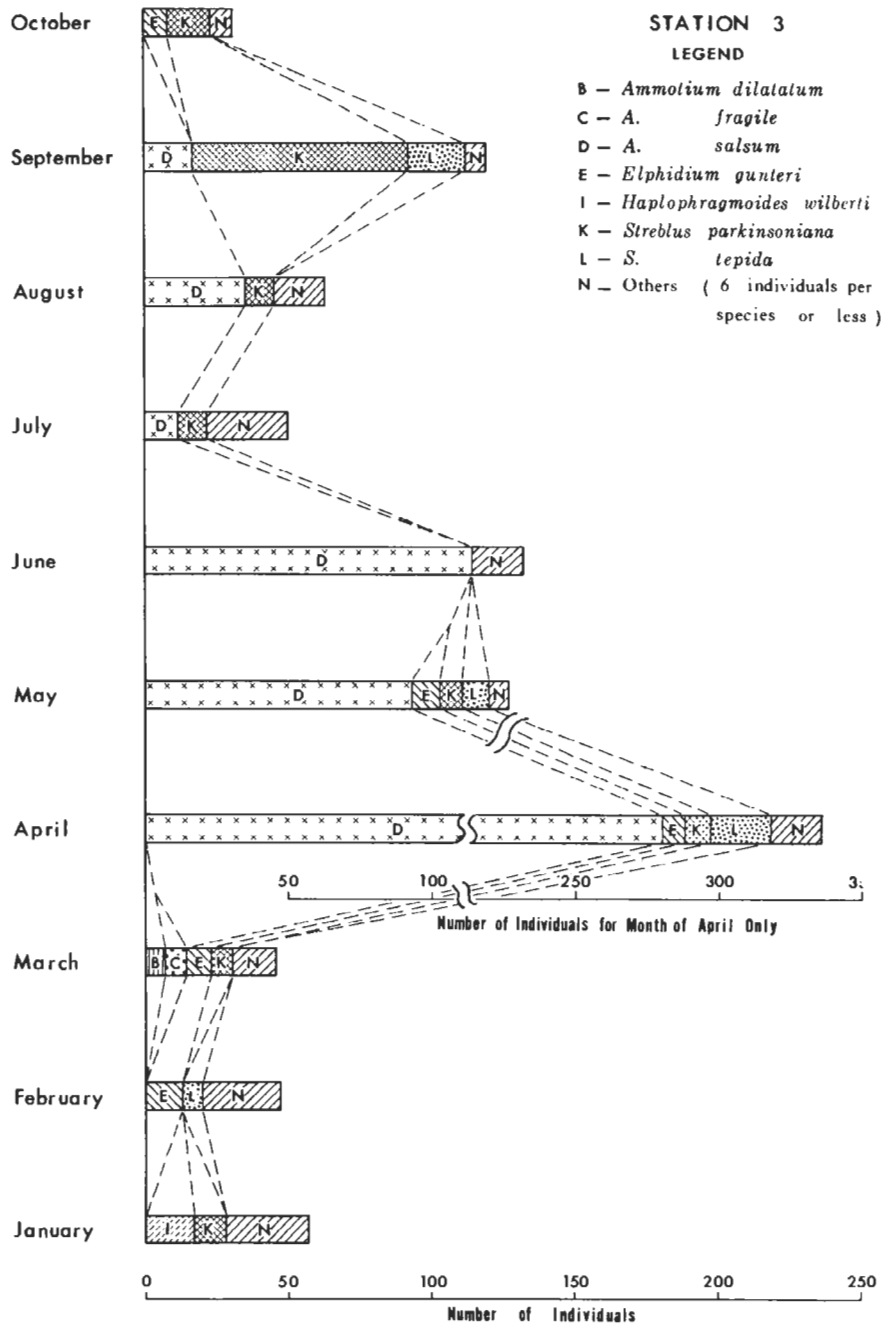 STATION 3
LEGEND
B – Ammotium dilatatum
C – A. fragile
D – A. salsum
E – Elphidium gunteri
I – Haplophragmoides wilberti
K – Streblus parkinsoniana
L – S. tepida
N – Others ( 6 individuals per
species or less )
October
E K N
September
D K L N
August
D K N
July
D K N
June
D N
May
D E K L N
April
D E K L N
50 100 250 300 3
Number of Individuals for Month of April Only
March
B C E K N
February
E L N
January
I K N
0 50 100 150 200 250
Number of Individuals